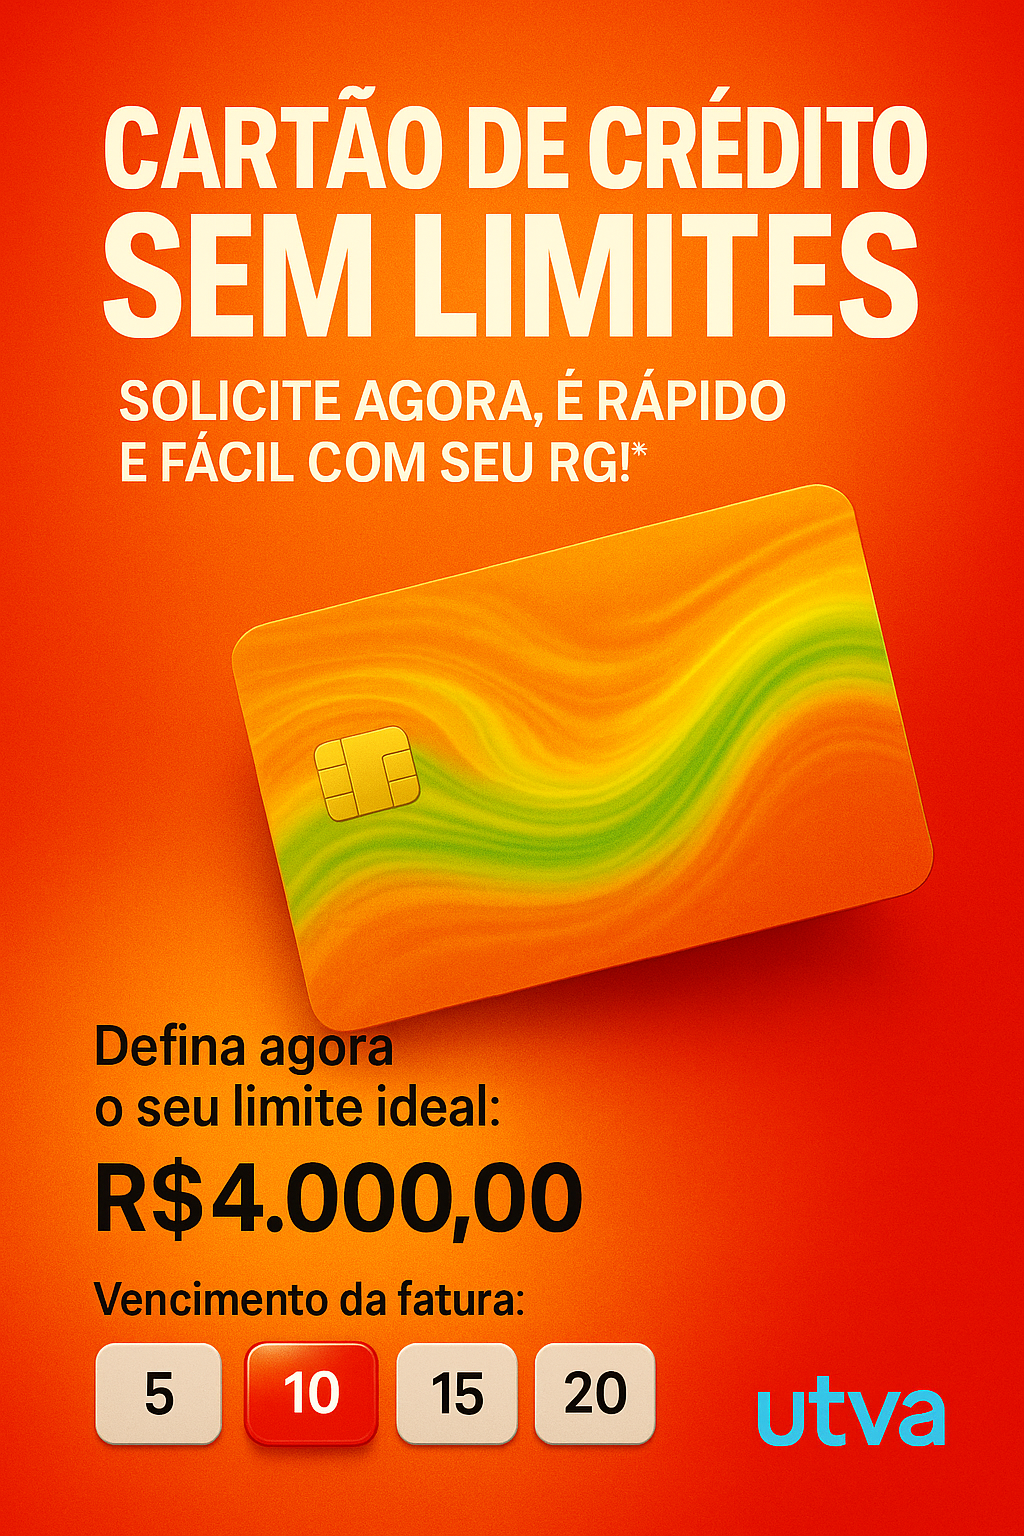 CARTÃO DE CRÉDITO
SEM LIMITES
SOLICITE AGORA, É RÁPIDO
E FÁCIL COM SEU RG!*
Defina agora
o seu limite ideal:
R$4.000,00
Vencimento da fatura:
5 10 15 20
utva